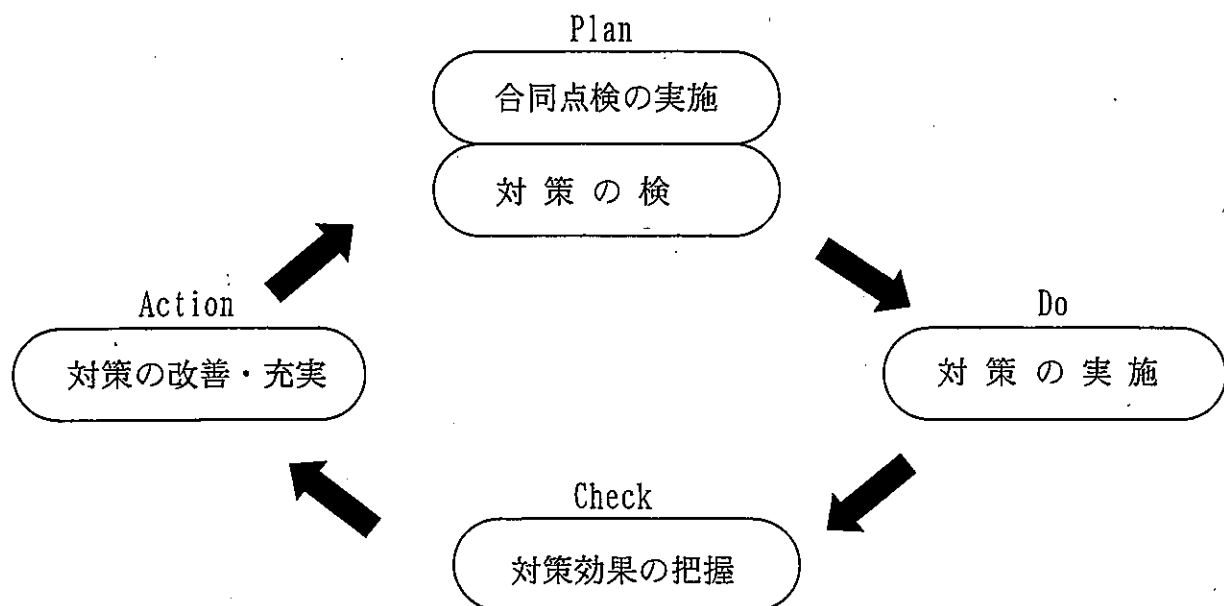 Plan
合同点検の実施
対策の検
Action
対策の改善・充実
Do
対策の実施
Check
対策効果の把握